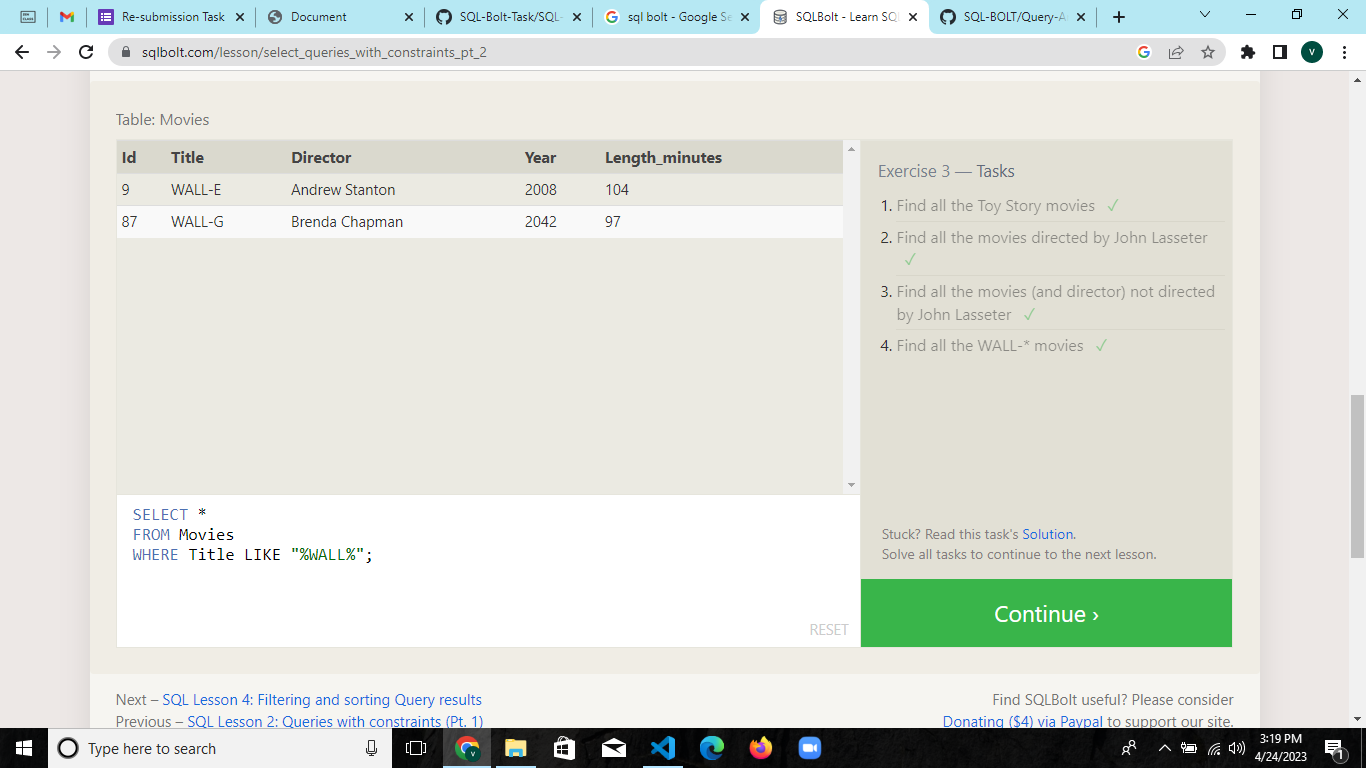 Re-submission Task
Document
SQL-Bolt-Task/SQL-
sql bolt - Google Se
SQLBolt - Learn SQL
SQL-BOLT/Query-A
sqlbolt.com/lesson/select_queries_with_constraints_pt_2
V
Table: Movies
Id Title Director Year Length_minutes
9 WALL-E Andrew Stanton 2008 104
87 WALL-G Brenda Chapman 2042 97
Exercise 3 — Tasks
1. Find all the Toy Story movies ✓
2. Find all the movies directed by John Lasseter
✓
3. Find all the movies (and director) not directed
by John Lasseter ✓
4. Find all the WALL-* movies ✓
Stuck? Read this task's Solution.
Solve all tasks to continue to the next lesson.
Continue ›
SELECT *
FROM Movies
WHERE Title LIKE "%WALL%";
RESET
Next – SQL Lesson 4: Filtering and sorting Query results
Previous – SQL Lesson 2: Queries with constraints (Pt. 1)
Find SQLBolt useful? Please consider
Donating ($4) via Paypal to support our site.
Type here to search
3:19 PM
4/24/2023
1